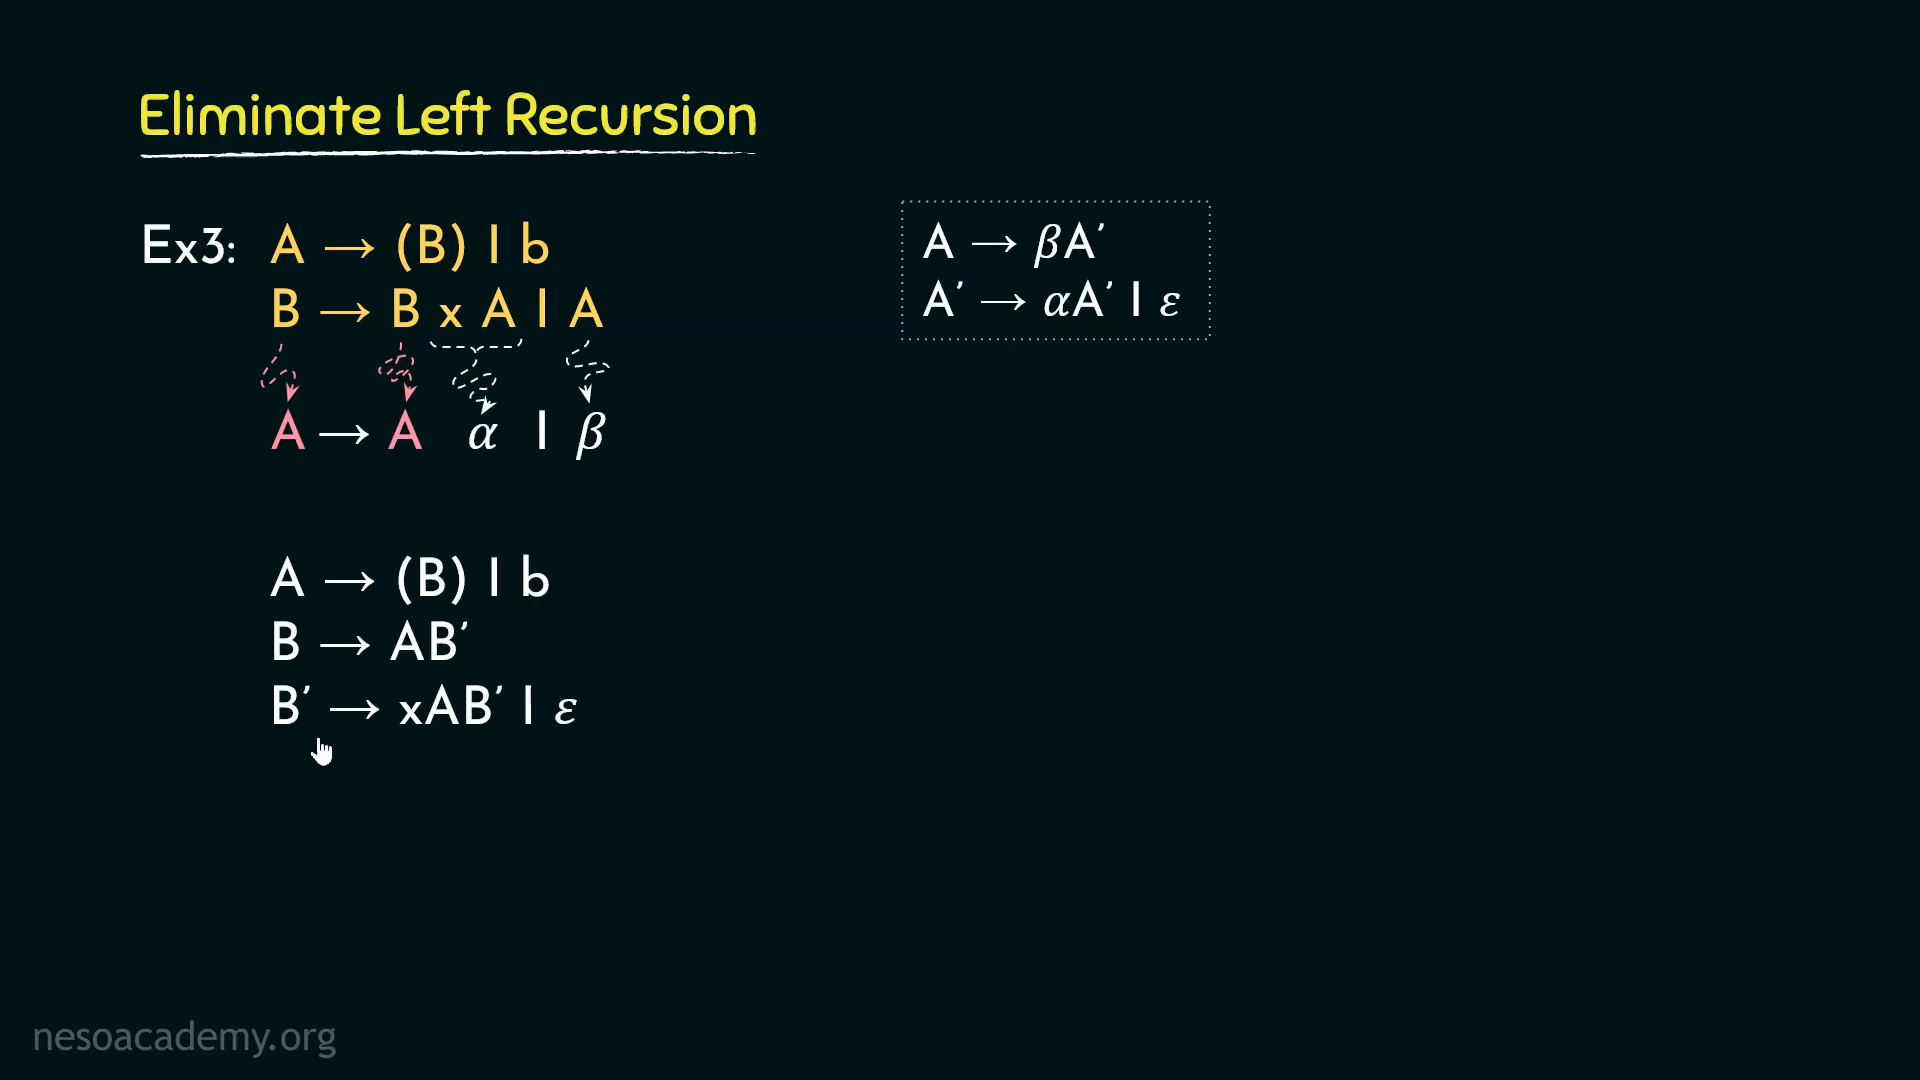 Eliminate Left Recursion
Ex3: A → (B) | b
B → B x A | A
A → A α | β
A → βA’
A’ → αA’ | ε
A → (B) | b
B → AB’
B’ → xAB’ | ε
nesoacademy.org